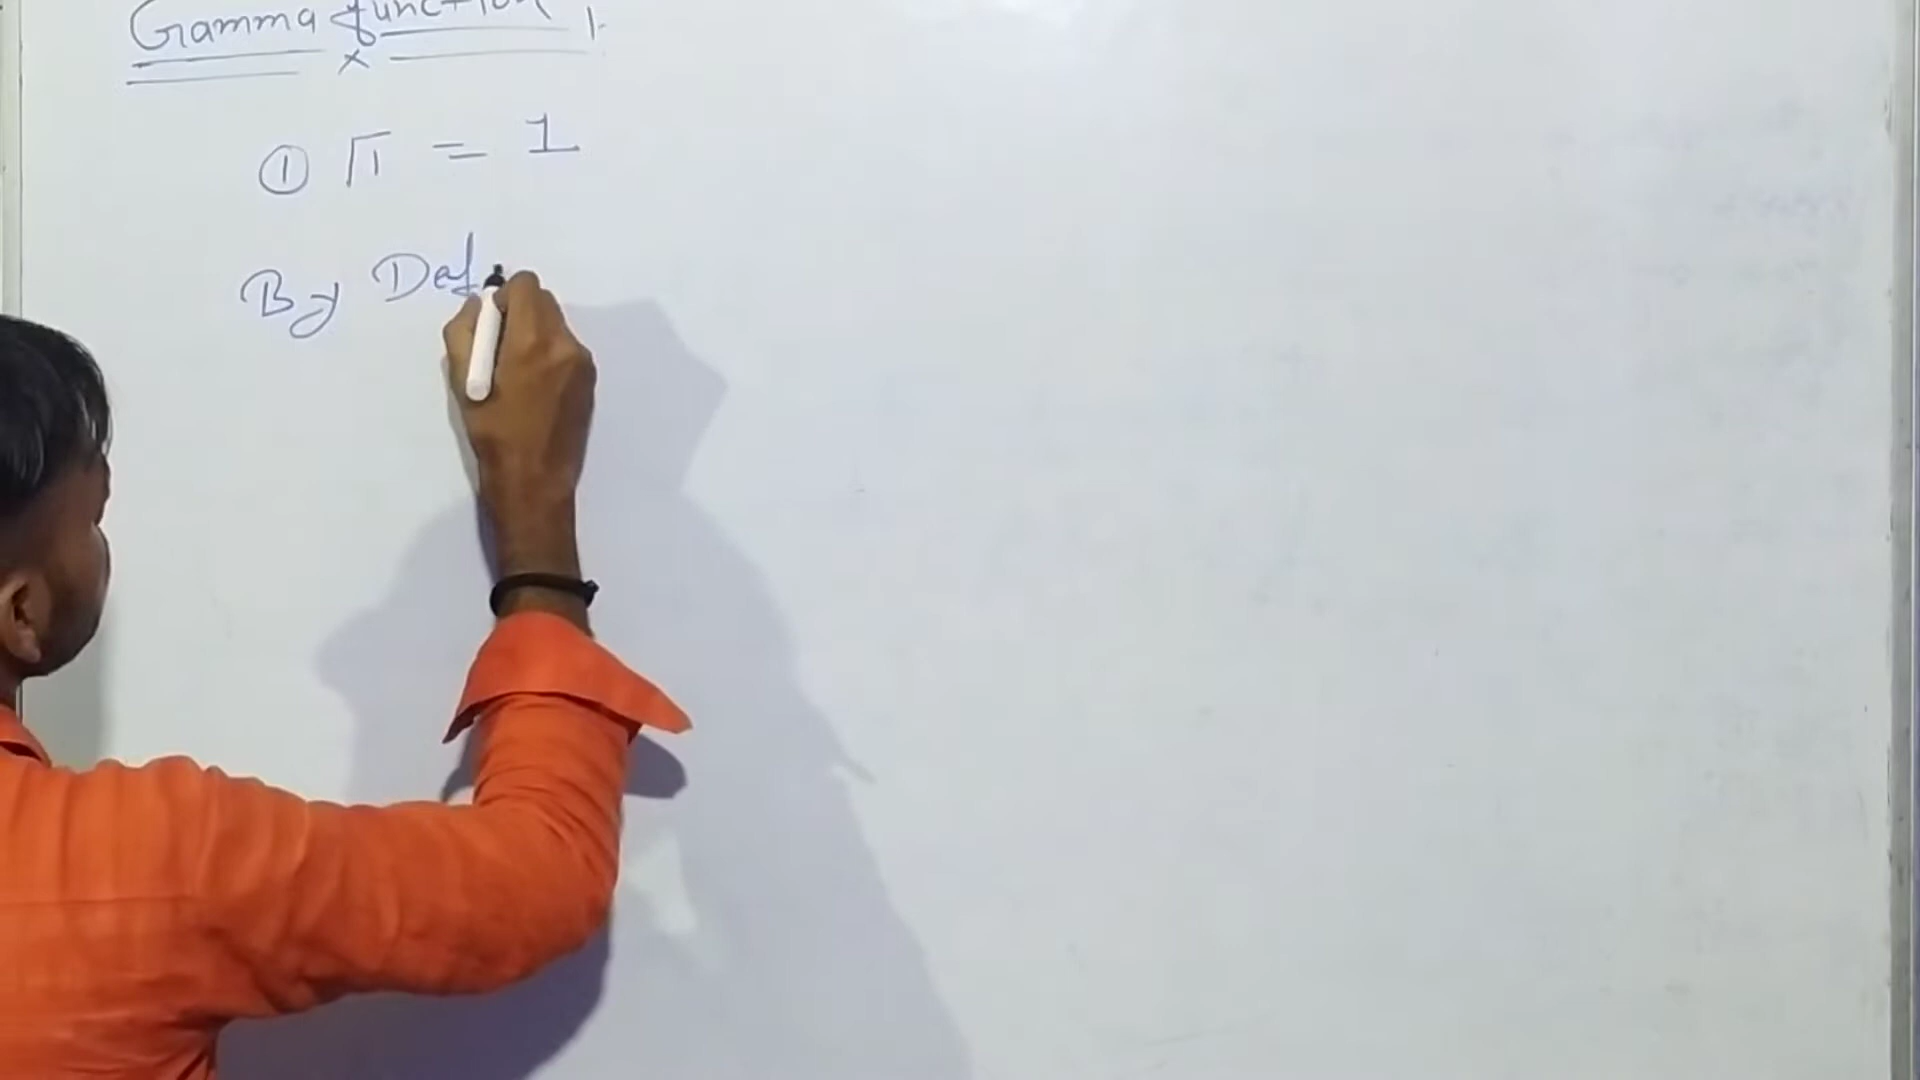 Gamma function
① Γ1 = 1
By Def